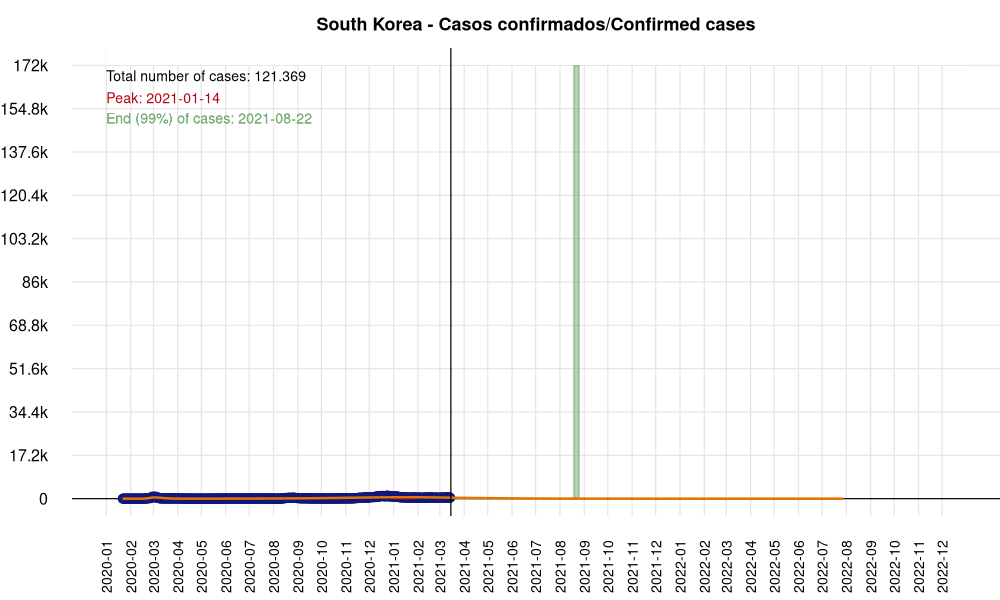 South Korea - Casos confirmados/Confirmed cases
Total number of cases: 121.369
Peak: 2021-01-14
End (99%) of cases: 2021-08-22
172k
154.8k
137.6k
120.4k
103.2k
86k
68.8k
51.6k
34.4k
17.2k
0
2020-01
2020-02
2020-03
2020-04
2020-05
2020-06
2020-07
2020-08
2020-09
2020-10
2020-11
2020-12
2021-01
2021-02
2021-03
2021-04
2021-05
2021-06
2021-07
2021-08
2021-09
2021-10
2021-11
2021-12
2022-01
2022-02
2022-03
2022-04
2022-05
2022-06
2022-07
2022-08
2022-09
2022-10
2022-11
2022-12